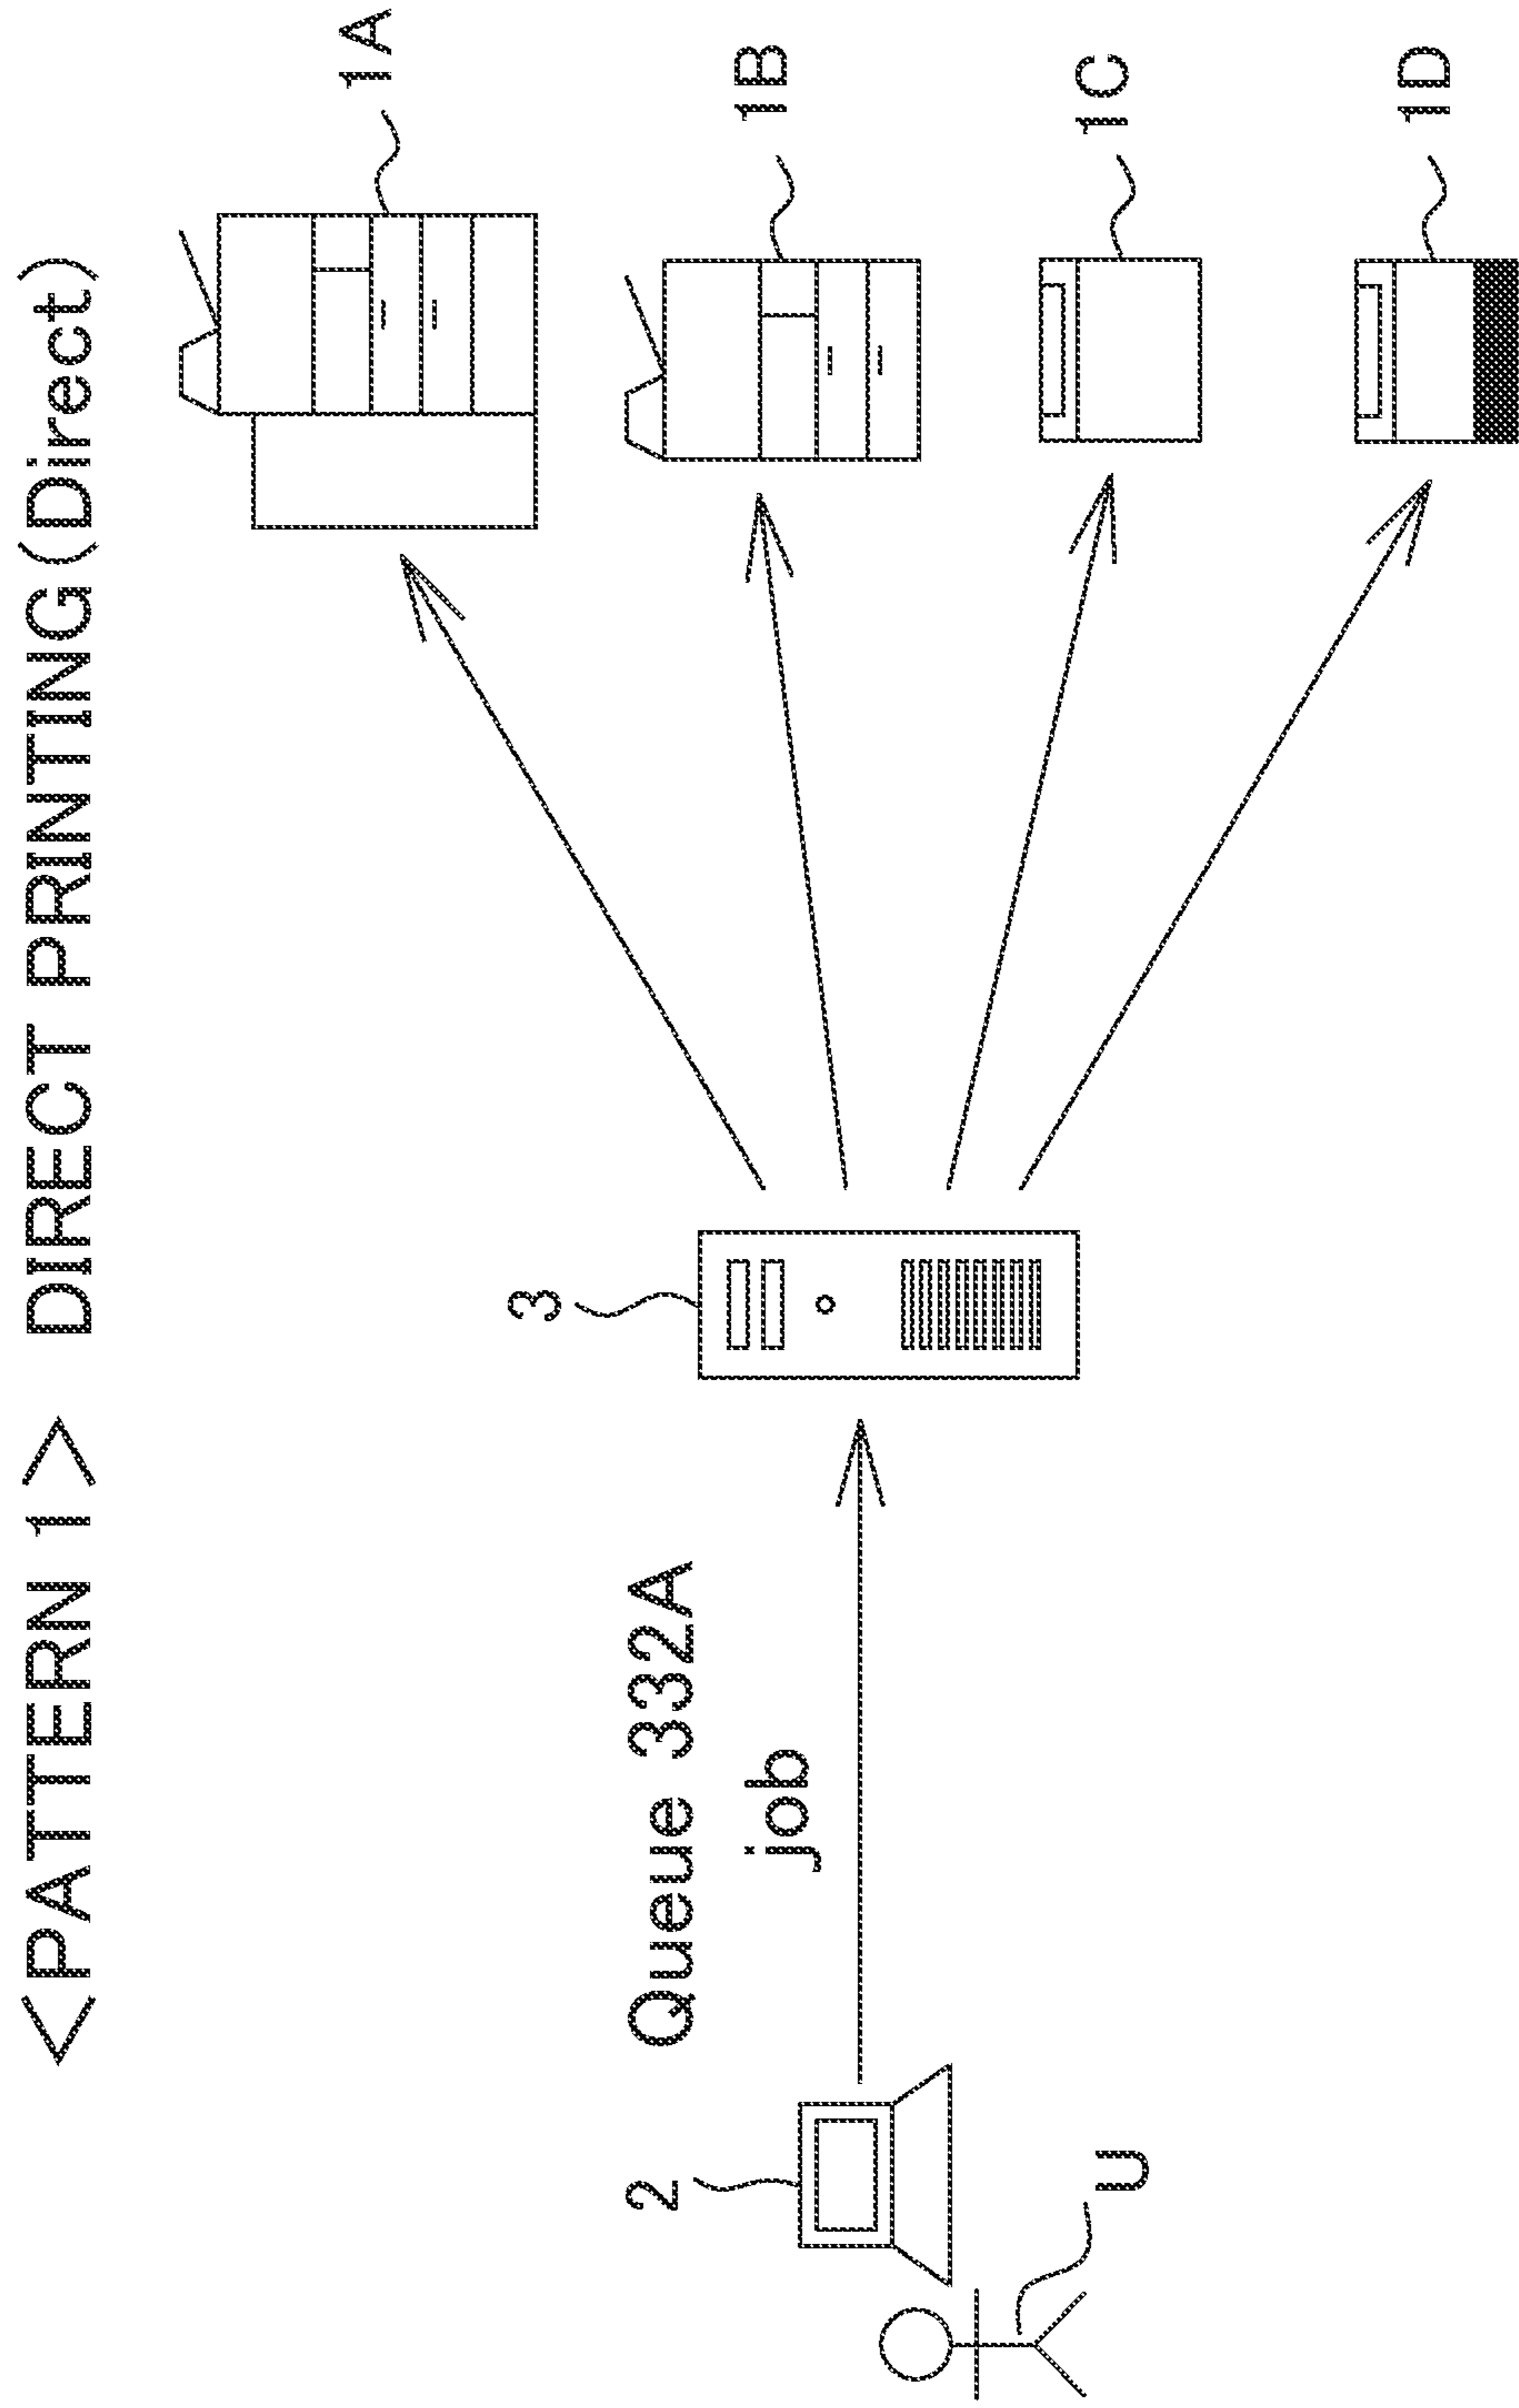 <PATTERN 1> DIRECT PRINTING(Direct)
1A
3
1B
Queue 332A
job
2
1C
U
1D